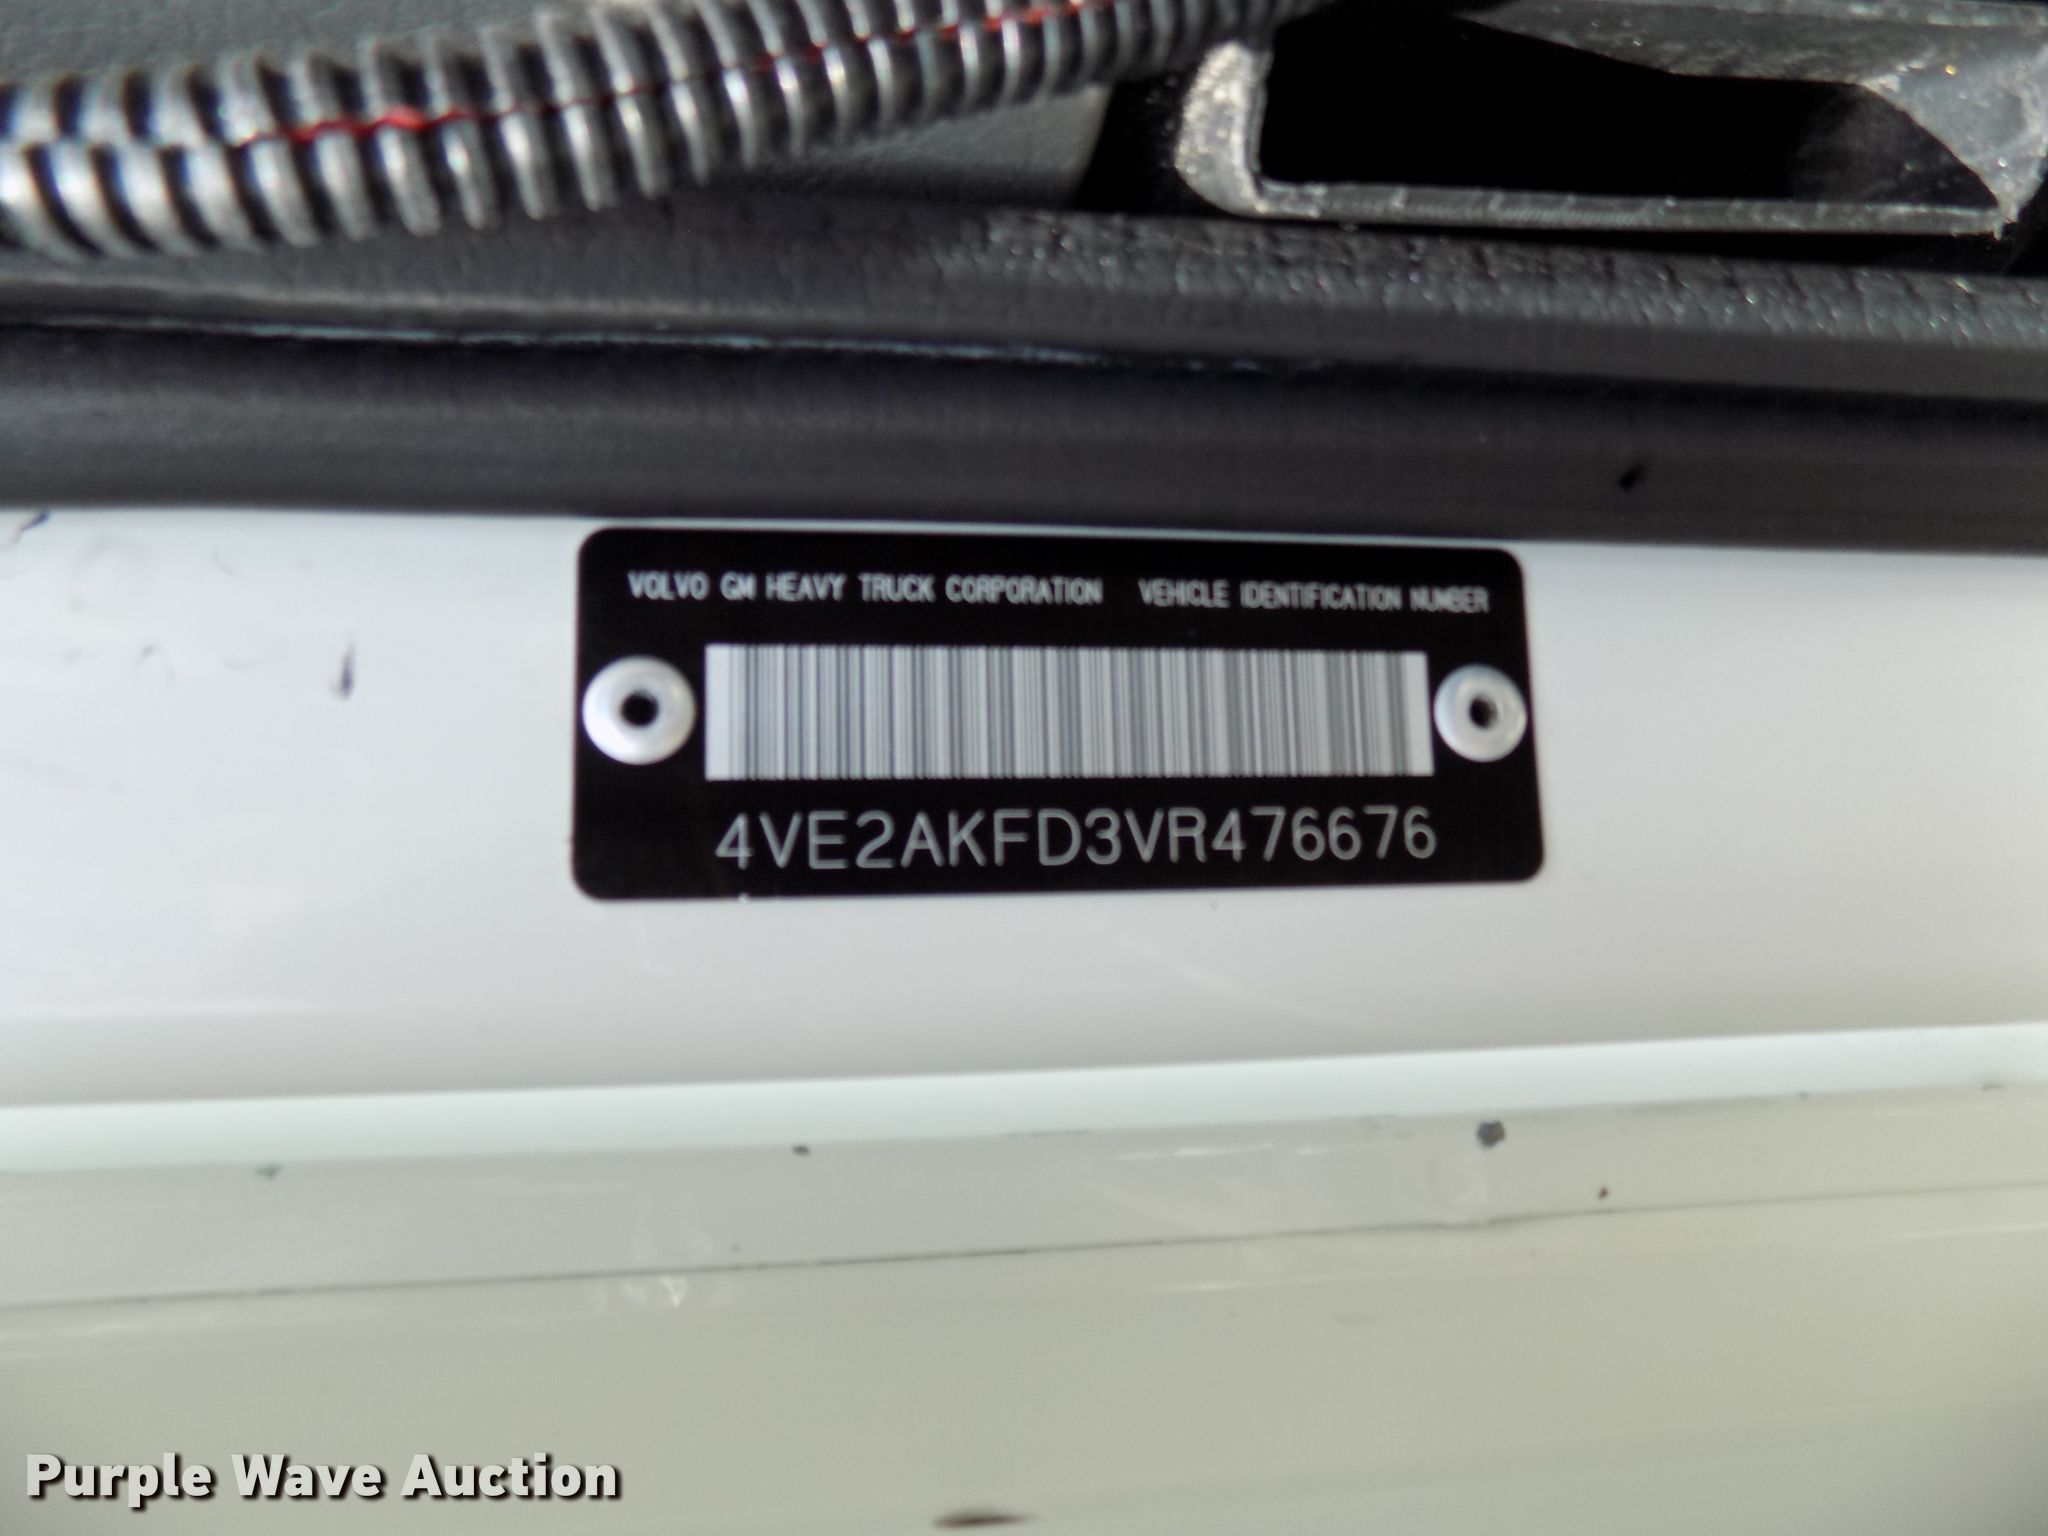 VOLVO GM HEAVY TRUCK CORPORATION VEHICLE IDENTIFICATION NUMBER
4VE2AKFD3VR476676
Purple Wave Auction